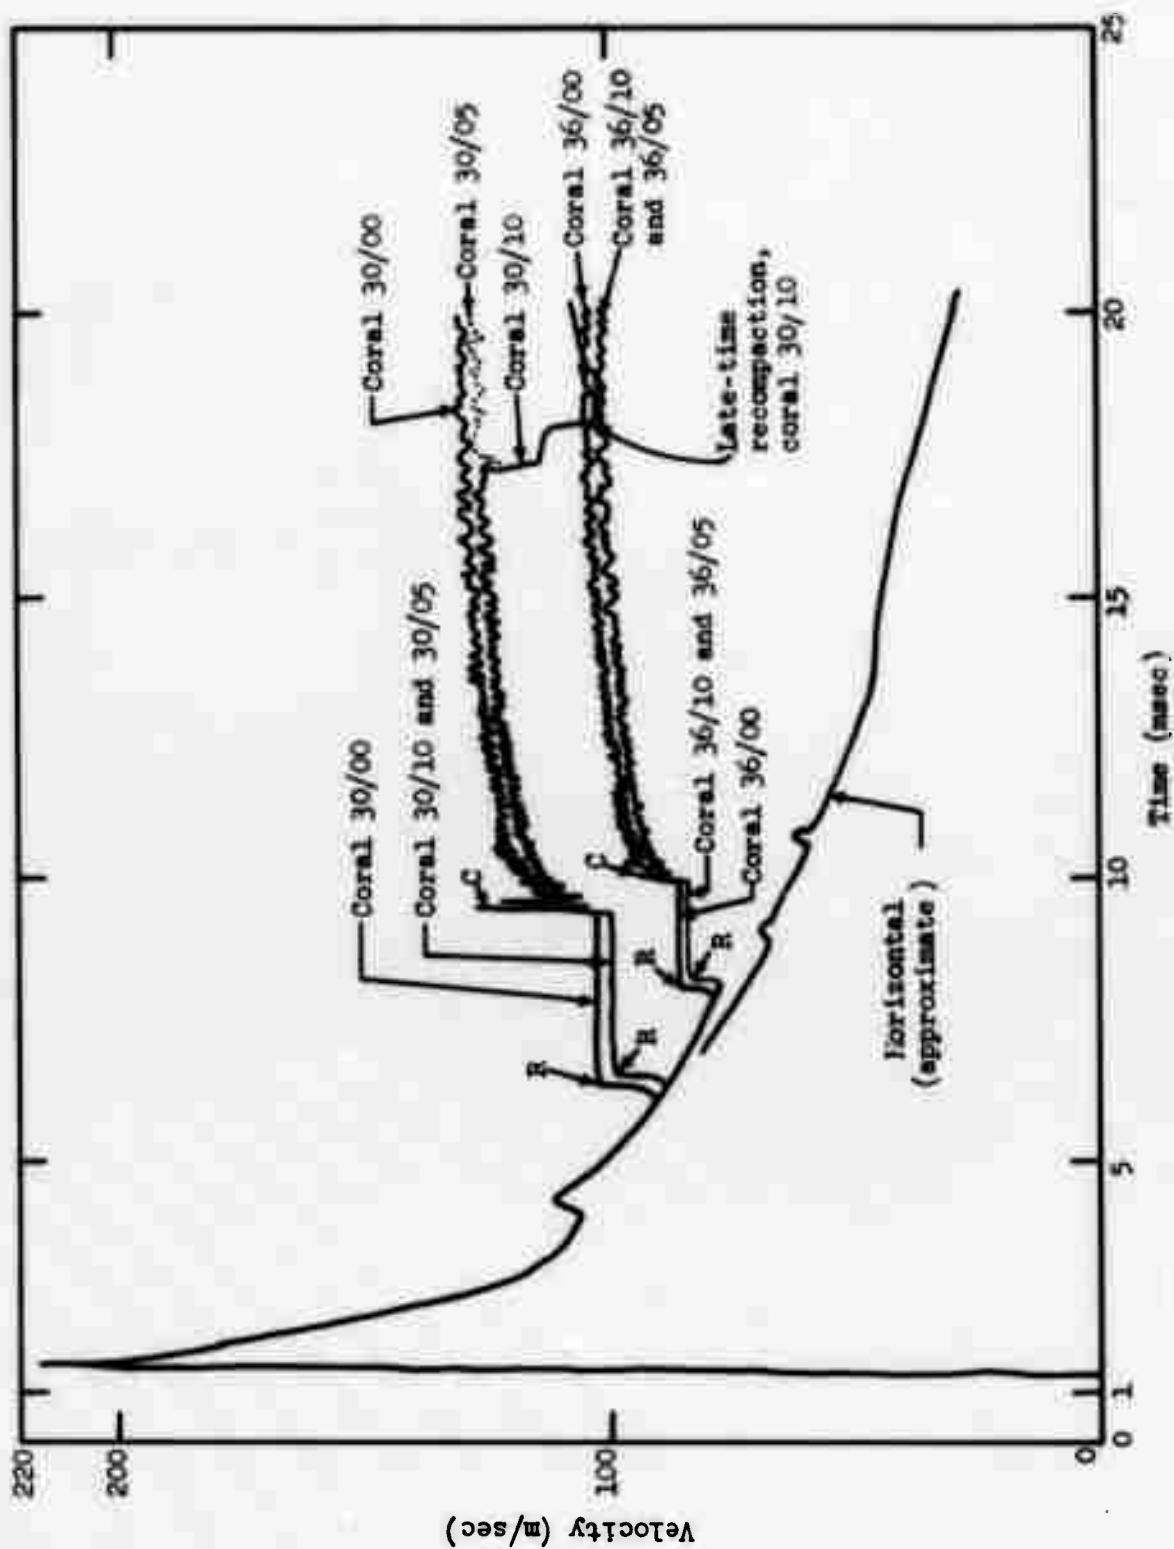 220
200
100
0
Velocity (m/sec)
0
1
5
10
15
20
25
Time (msec)
Coral 30/00
Coral 30/10 and 30/05
C
R
R
Coral 30/00
Coral 30/05
Coral 30/10
Coral 36/00
Coral 36/10
and 36/05
Late-time
recompaction,
coral 30/10
C
R
R
Coral 36/10 and 36/05
Coral 36/00
Horizontal
(approximate)